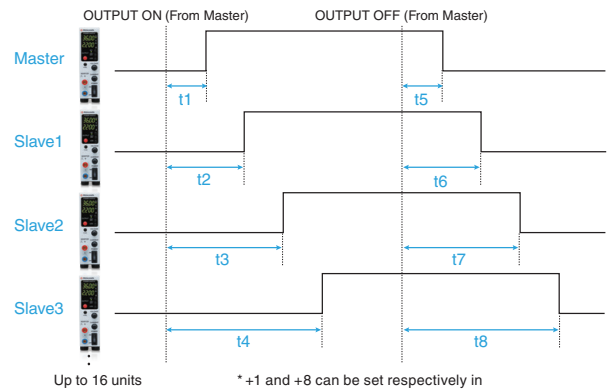 OUTPUT ON (From Master) OUTPUT OFF (From Master)
Master
t1 t5
Slave1
t2 t6
Slave2
t3 t7
Slave3
t4 t8
Up to 16 units * +1 and +8 can be set respectively in